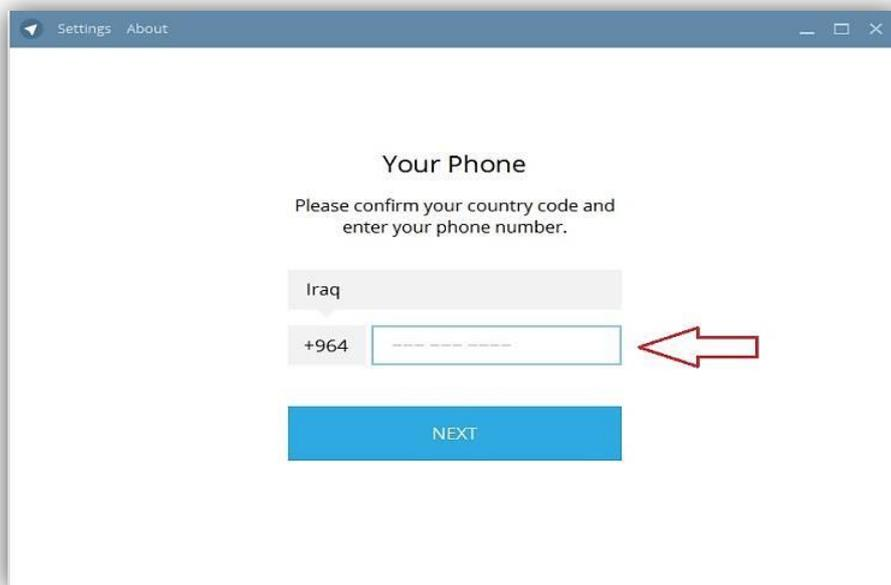 Settings About
Your Phone
Please confirm your country code and
enter your phone number.
Iraq
+964 --- --- ----
NEXT